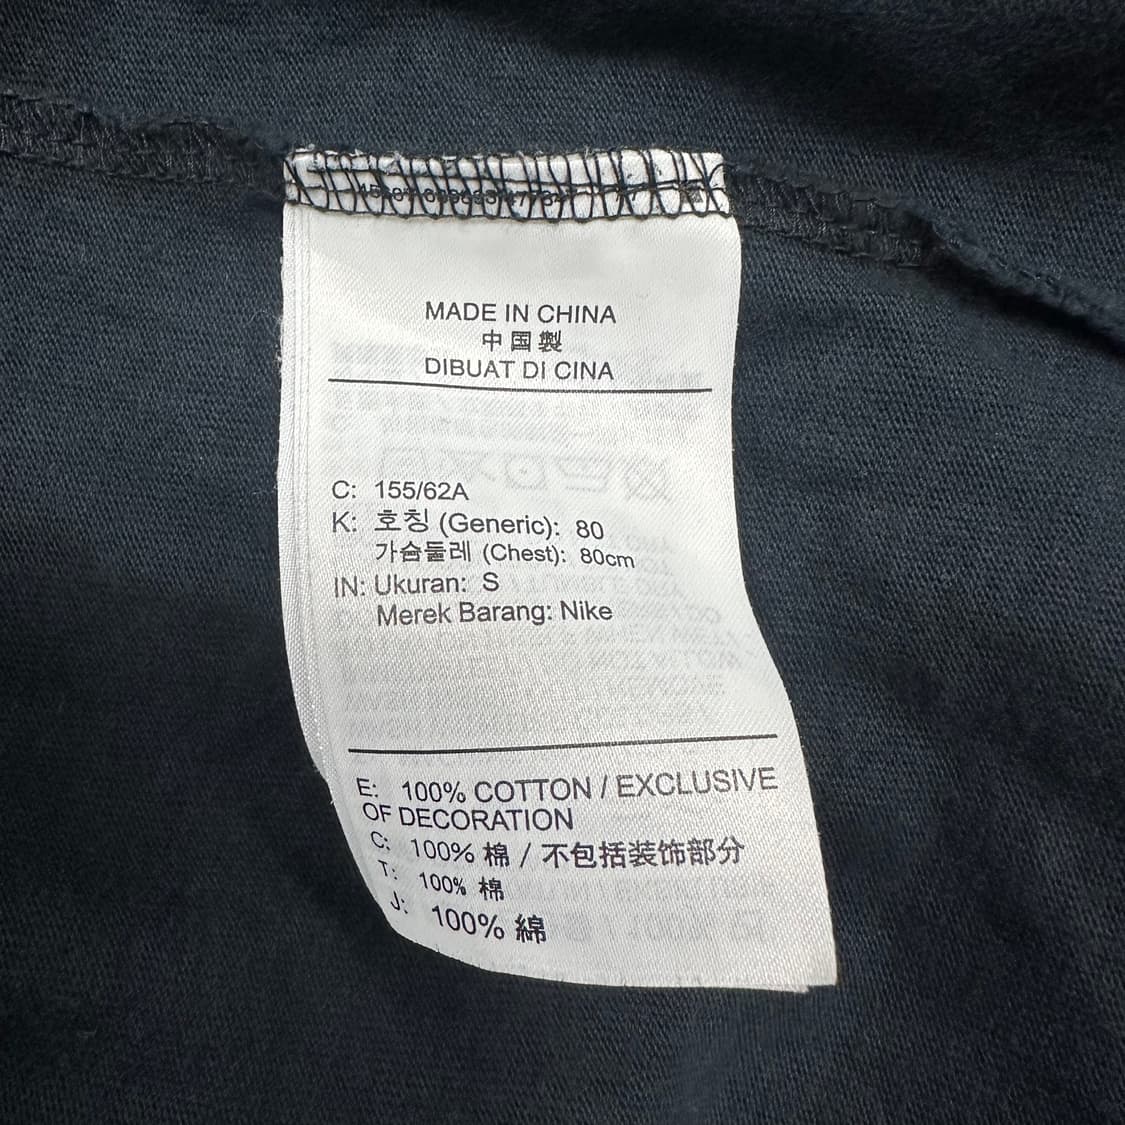 MADE IN CHINA
中国製
DIBUAT DI CINA
C: 155/62A
K: 호칭 (Generic): 80
가슴둘레 (Chest): 80cm
IN: Ukuran: S
Merek Barang: Nike
E: 100% COTTON / EXCLUSIVE
OF DECORATION
C: 100% 棉 / 不包括装饰部分
T: 100% 棉
J: 100% 綿